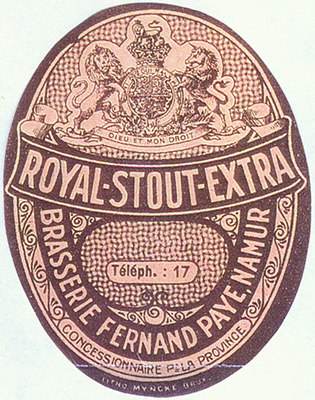 DIEU ET MON DROIT
ROYAL-STOUT-EXTRA
Téléph. : 17
BRASSERIE FERNAND PAYE, NAMUR
CONCESSIONNAIRE P. LA PROVINCE
LITHO. MYNCKE BRUX.